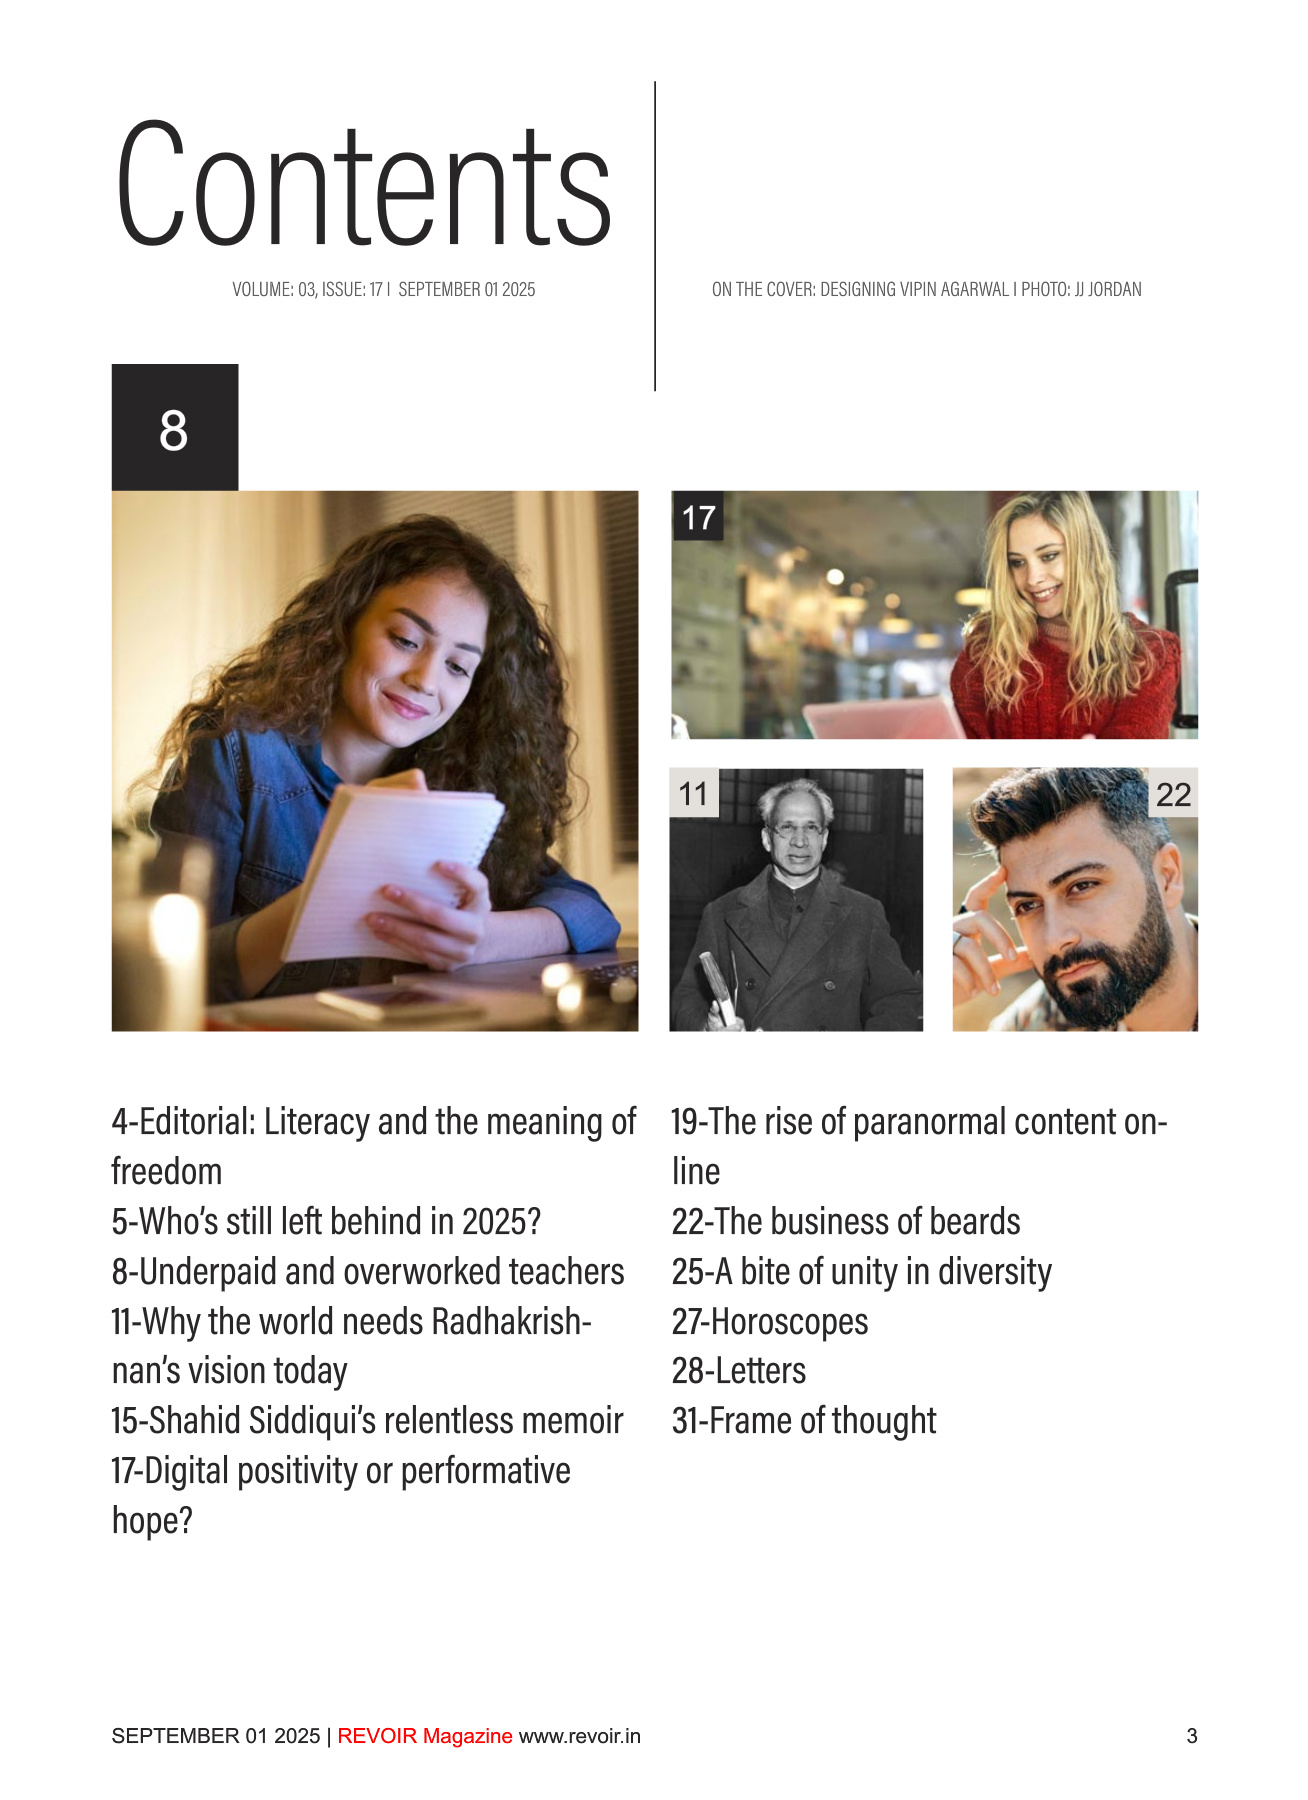 Contents
VOLUME: 03, ISSUE: 17 I SEPTEMBER 01 2025
ON THE COVER: DESIGNING VIPIN AGARWAL I PHOTO: JJ JORDAN
8
17
11
22
4-Editorial: Literacy and the meaning of
freedom
5-Who’s still left behind in 2025?
8-Underpaid and overworked teachers
11-Why the world needs Radhakrish-
nan’s vision today
15-Shahid Siddiqui’s relentless memoir
17-Digital positivity or performative
hope?
19-The rise of paranormal content on-
line
22-The business of beards
25-A bite of unity in diversity
27-Horoscopes
28-Letters
31-Frame of thought
SEPTEMBER 01 2025 | REVOIR Magazine www.revoir.in
3